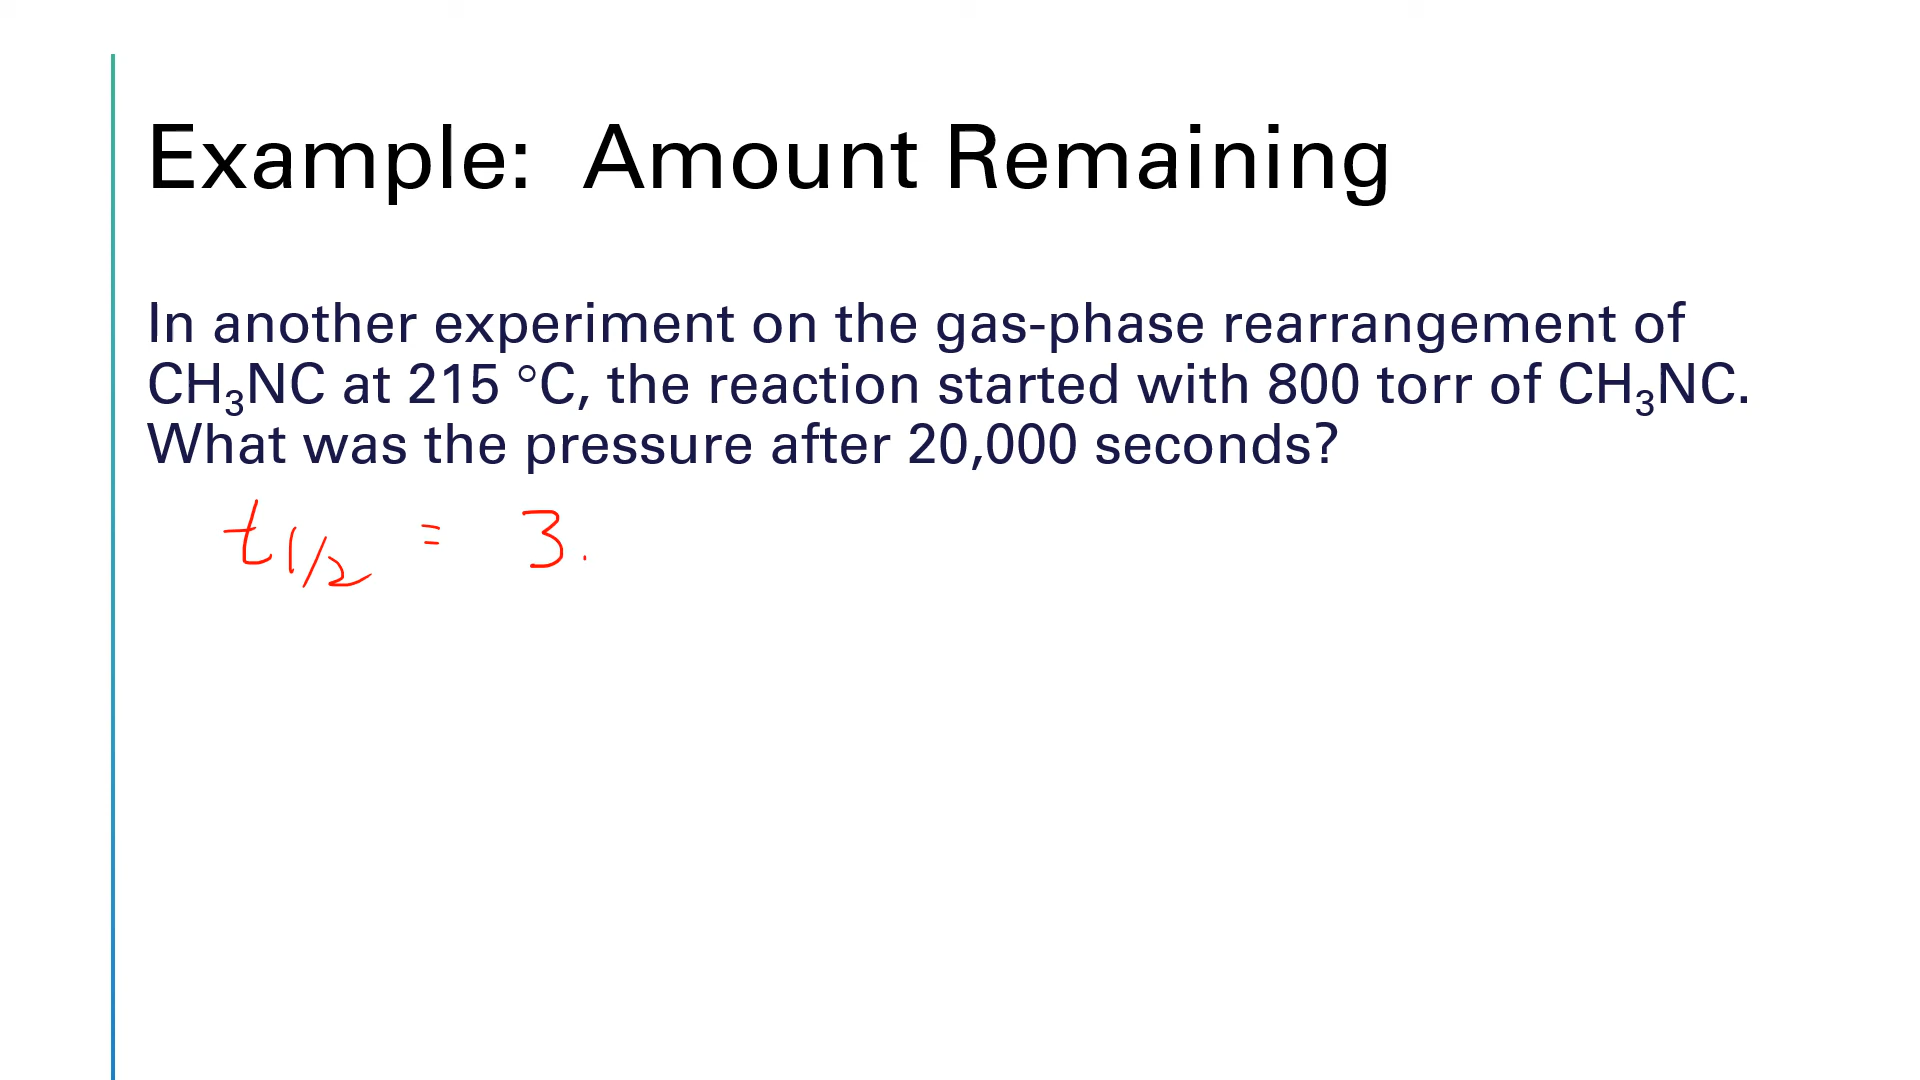 Example: Amount Remaining
In another experiment on the gas-phase rearrangement of
CH₃NC at 215 °C, the reaction started with 800 torr of CH₃NC.
What was the pressure after 20,000 seconds?
t₁/₂ = 3.